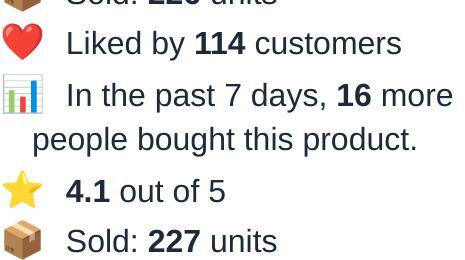 Liked by 114 customers
In the past 7 days, 16 more
people bought this product.
4.1 out of 5
Sold: 227 units